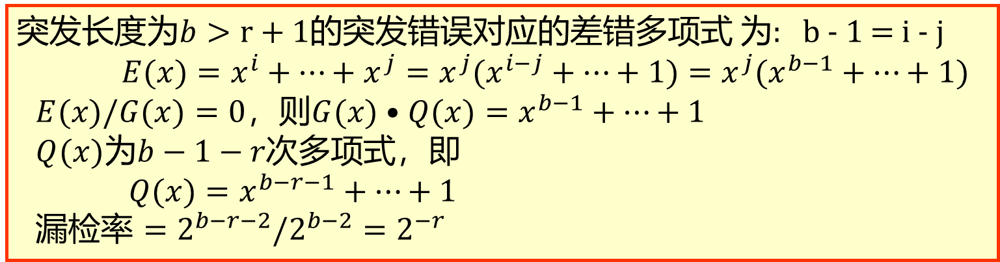 突发长度为b > r + 1的突发错误对应的差错多项式 为: b - 1 = i - j
E(x) = x^i + ⋯ + x^j = x^j(x^{i−j} + ⋯ + 1) = x^j(x^{b−1} + ⋯ + 1)
E(x)/G(x) = 0，则G(x) • Q(x) = x^{b−1} + ⋯ + 1
Q(x)为b − 1 − r次多项式，即
Q(x) = x^{b−r−1} + ⋯ + 1
漏检率 = 2^{b−r−2}/2^{b−2} = 2^{−r}